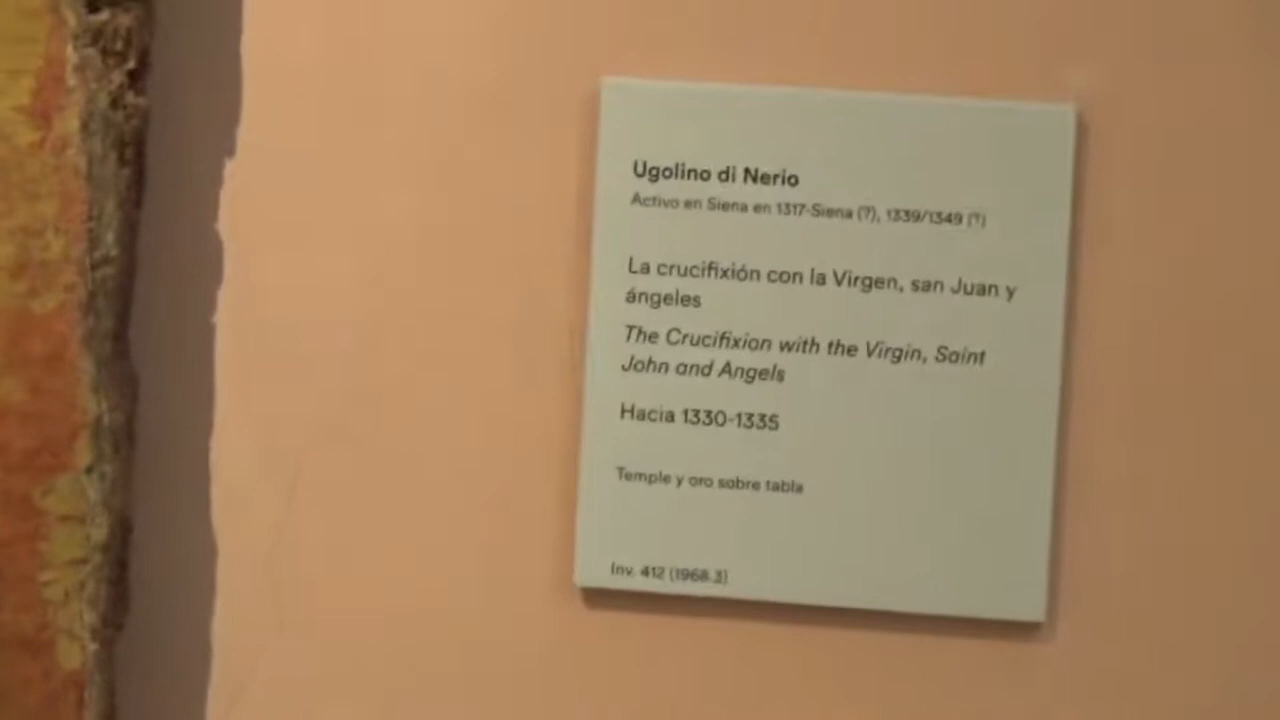 Ugolino di Nerio
Activo en Siena en 1317-Siena (?), 1339/1349 (?)
La crucifixión con la Virgen, san Juan y
ángeles
The Crucifixion with the Virgin, Saint
John and Angels
Hacia 1330-1335
Temple y oro sobre tabla
Inv. 412 (1968.3)